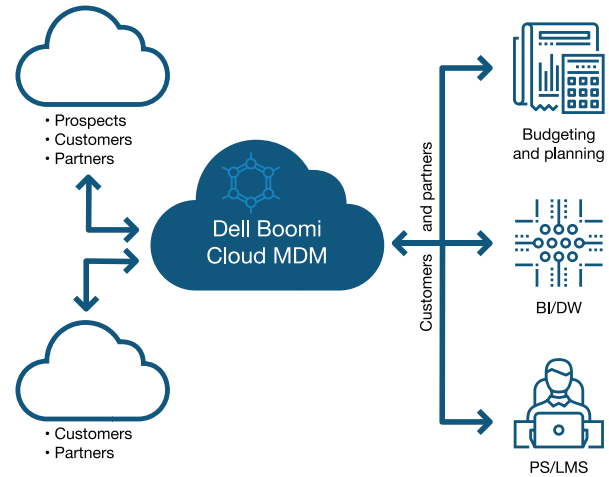 • Prospects
• Customers
• Partners
Dell Boomi
Cloud MDM
• Customers
• Partners
Customers and partners
Budgeting
and planning
BI/DW
PS/LMS